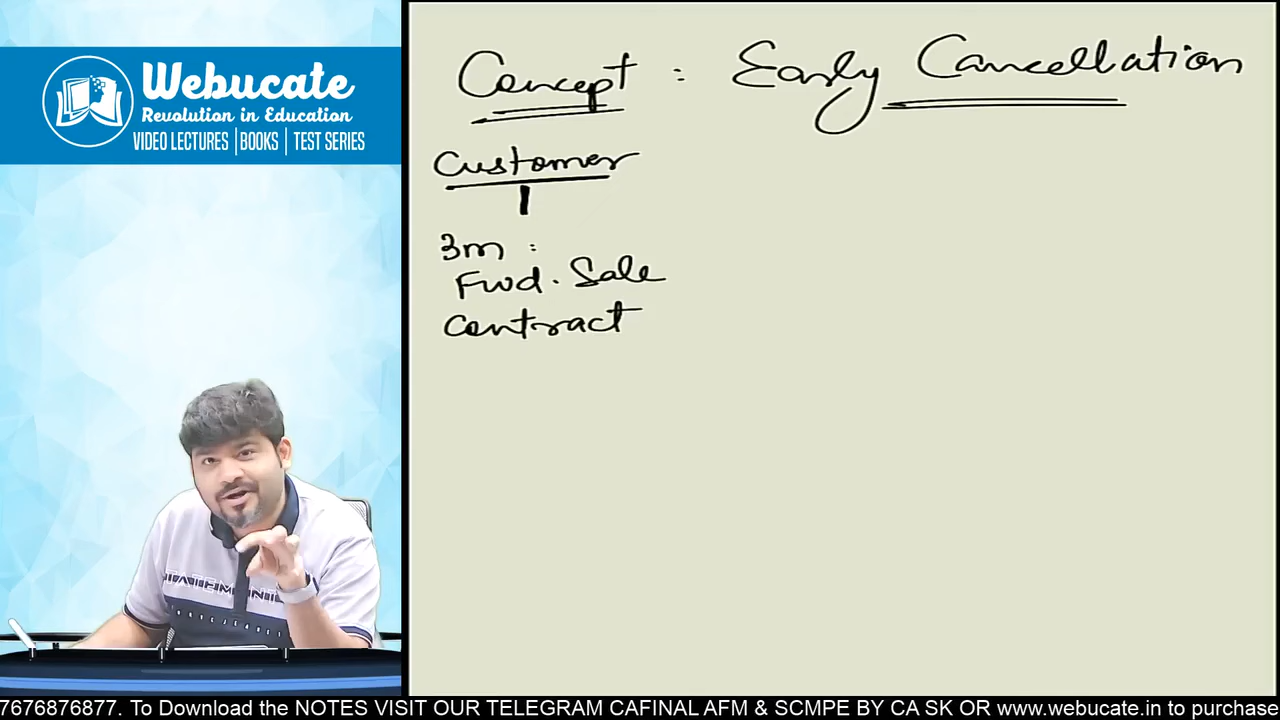 Webucate
Revolution in Education
VIDEO LECTURES | BOOKS | TEST SERIES
Concept : Early Cancellation
Customer
3m :
Fwd. Sale
Contract
STATEMENT
7676876877. To Download the NOTES VISIT OUR TELEGRAM CAFINAL AFM & SCMPE BY CA SK OR www.webucate.in to purchase